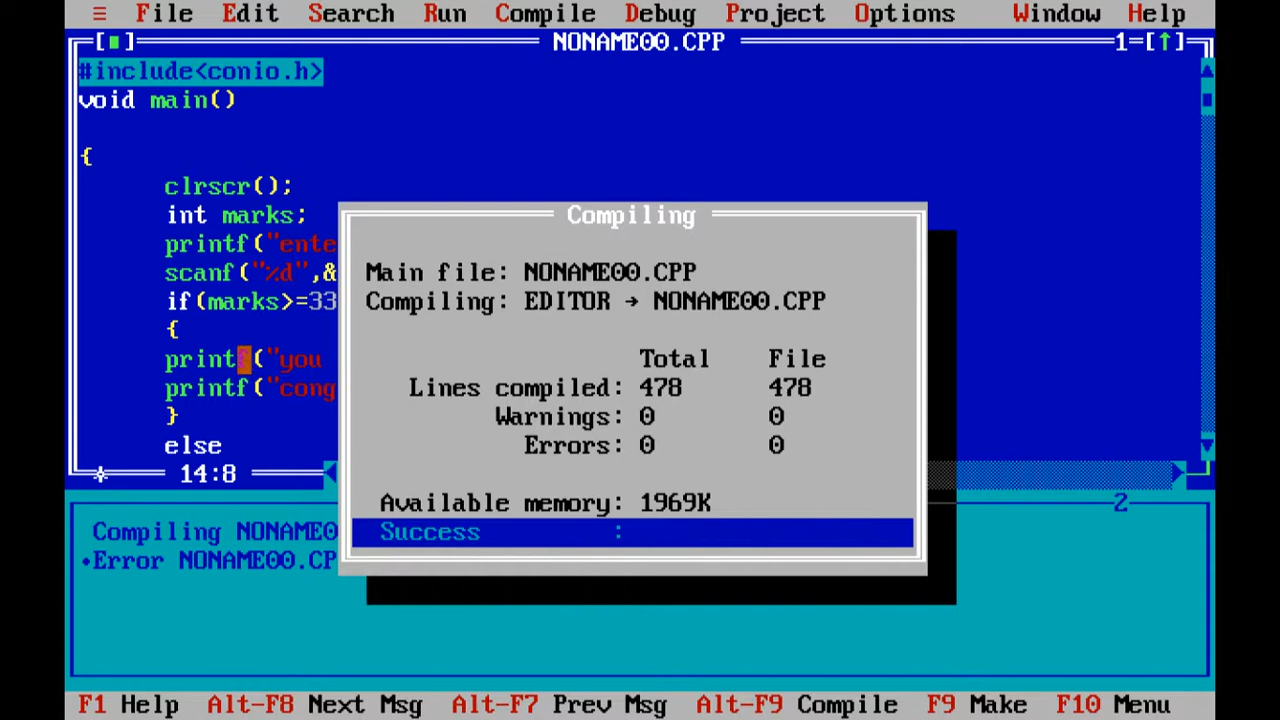 ≡ File Edit Search Run Compile Debug Project Options Window Help
[■] NONAME00.CPP 1=[↑]
#include<conio.h>
void main()
{
clrscr();
int marks;
printf("ente
scanf("%d",&
if(marks>=33
{
printf("you
printf("cong
}
else
14:8
Compiling
Main file: NONAME00.CPP
Compiling: EDITOR → NONAME00.CPP
Total File
Lines compiled: 478 478
Warnings: 0 0
Errors: 0 0
Available memory: 1969K
Success :
2
Compiling NONAME0
•Error NONAME00.CP
F1 Help Alt-F8 Next Msg Alt-F7 Prev Msg Alt-F9 Compile F9 Make F10 Menu